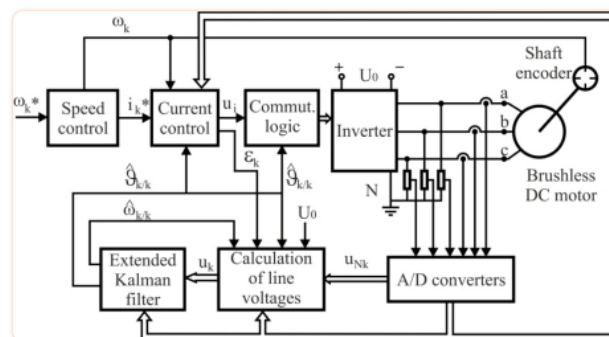 ωk
Shaft
encoder
+ U0 −
ωk*
Speed
control
ik*
Current
control
ui
Commut.
logic
Inverter
a
b
c
Brushless
DC motor
εk
N
ϑ̂k/k
ϑ̂k/k
ω̂k/k
U0
Extended
Kalman
filter
uk
Calculation
of line
voltages
uNk
A/D converters